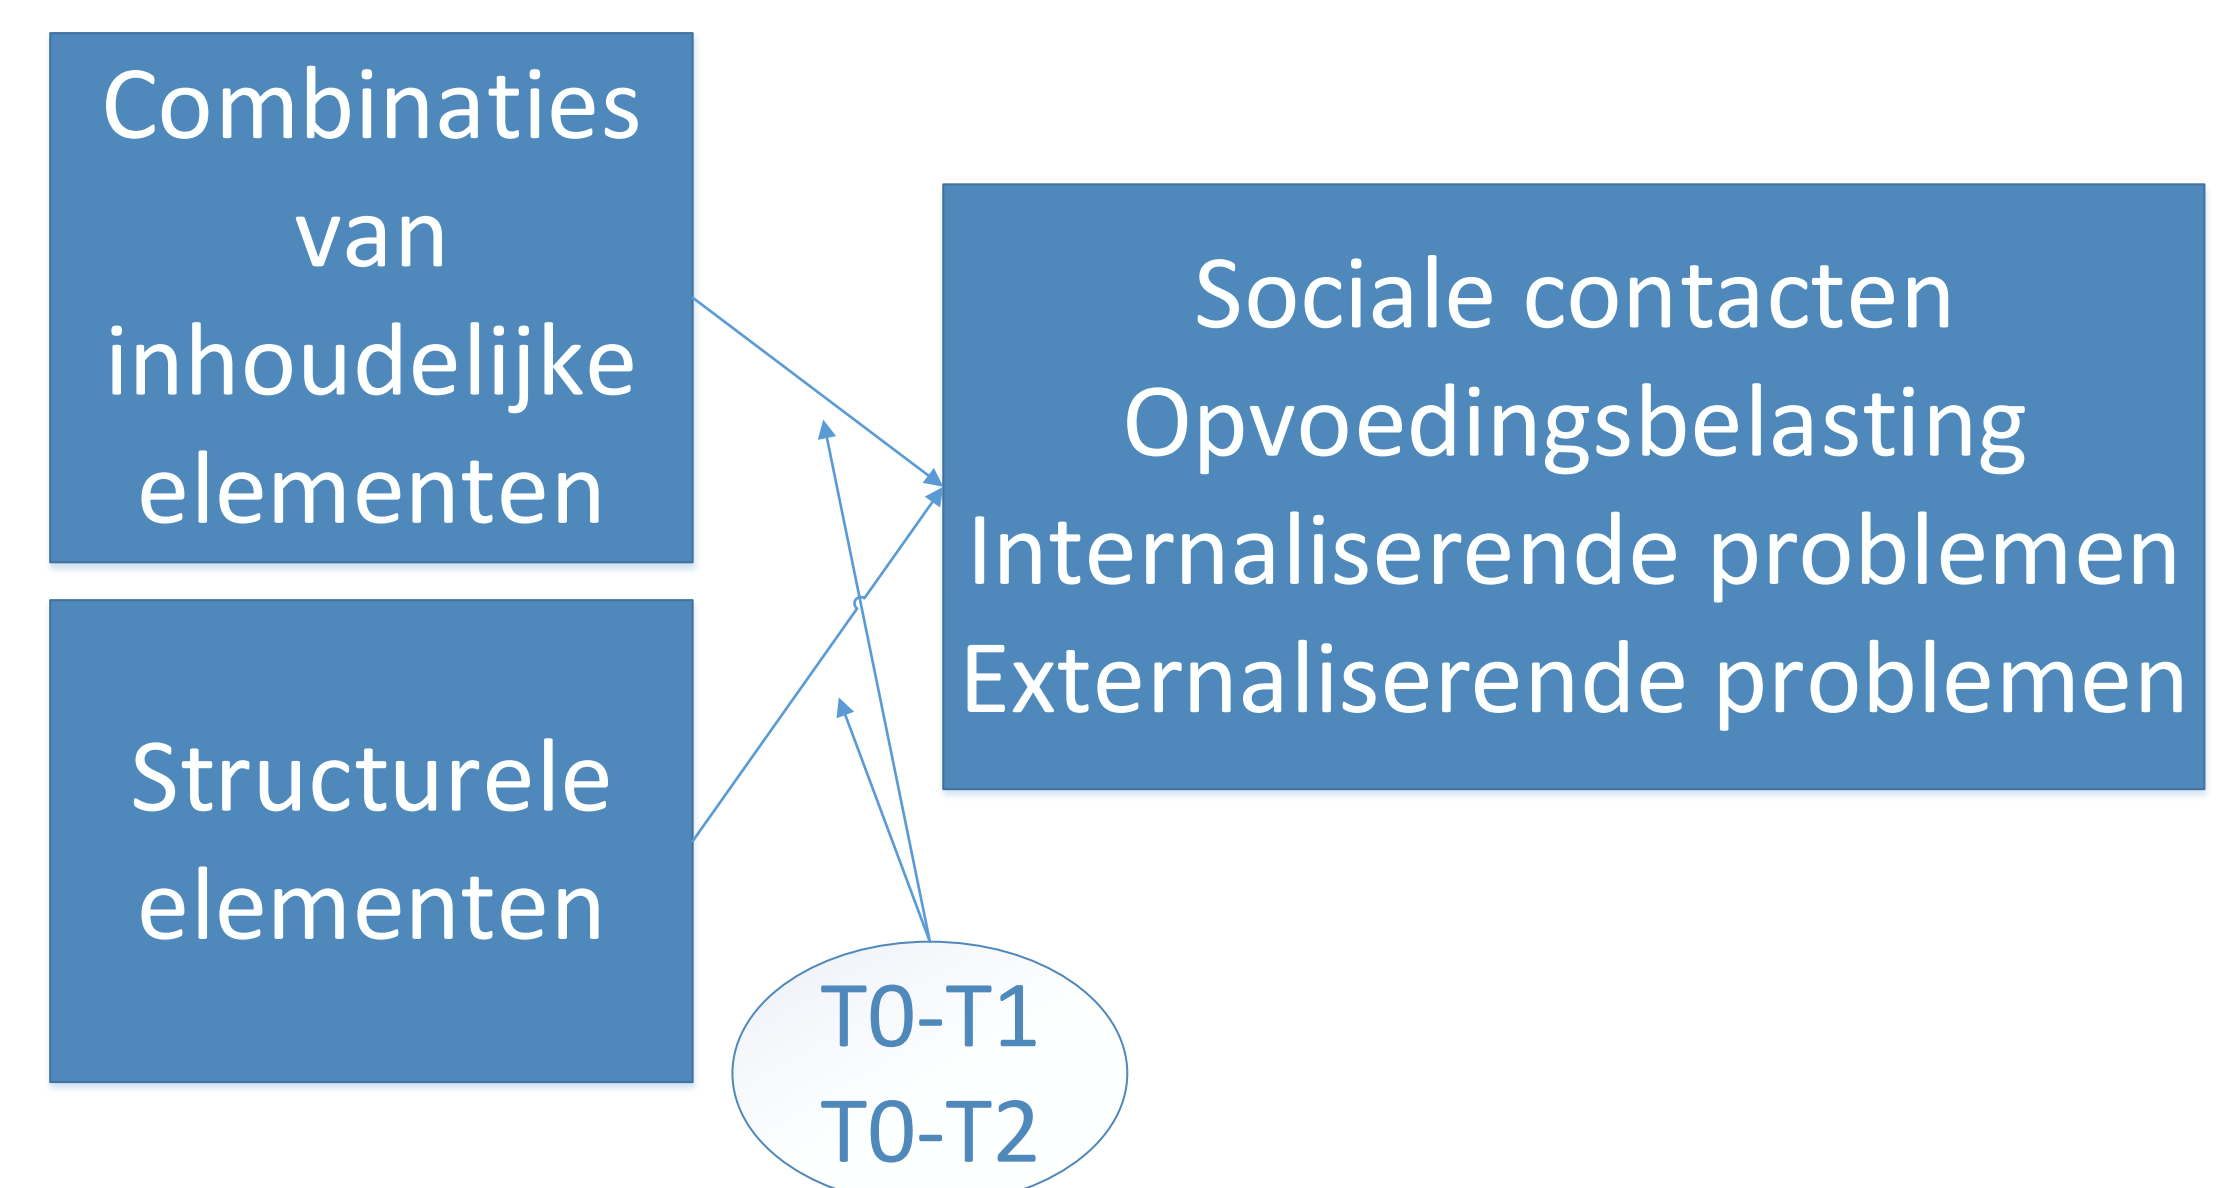 Combinaties
van
inhoudelijke
elementen
Structurele
elementen
Sociale contacten
Opvoedingsbelasting
Internaliserende problemen
Externaliserende problemen
T0-T1
T0-T2